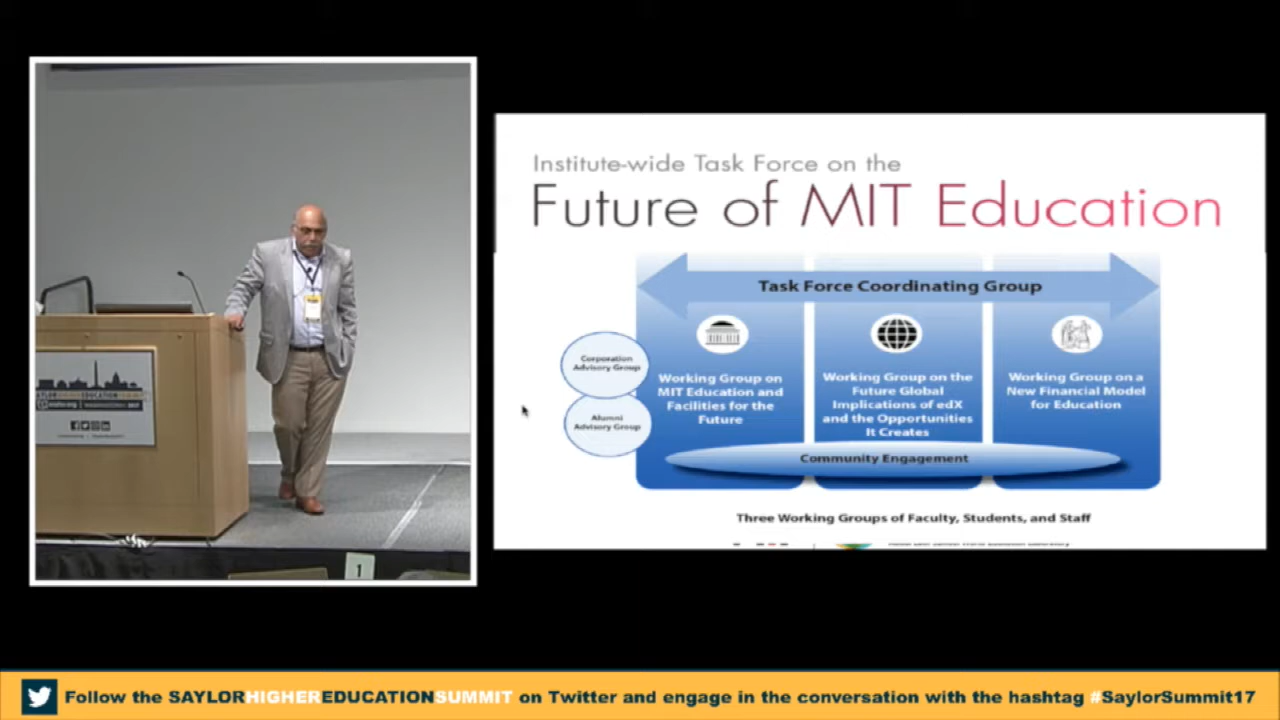 Institute-wide Task Force on the
Future of MIT Education
Task Force Coordinating Group
Corporation
Advisory Group
Alumni
Advisory Group
Working Group on
MIT Education and
Facilities for the
Future
Working Group on the
Future Global
Implications of edX
and the Opportunities
It Creates
Working Group on a
New Financial Model
for Education
Community Engagement
Three Working Groups of Faculty, Students, and Staff
SAYLORHIGHEREDUCATIONSUMMIT
1
Follow the SAYLORHIGHEREDUCATIONSUMMIT on Twitter and engage in the conversation with the hashtag #SaylorSummit17